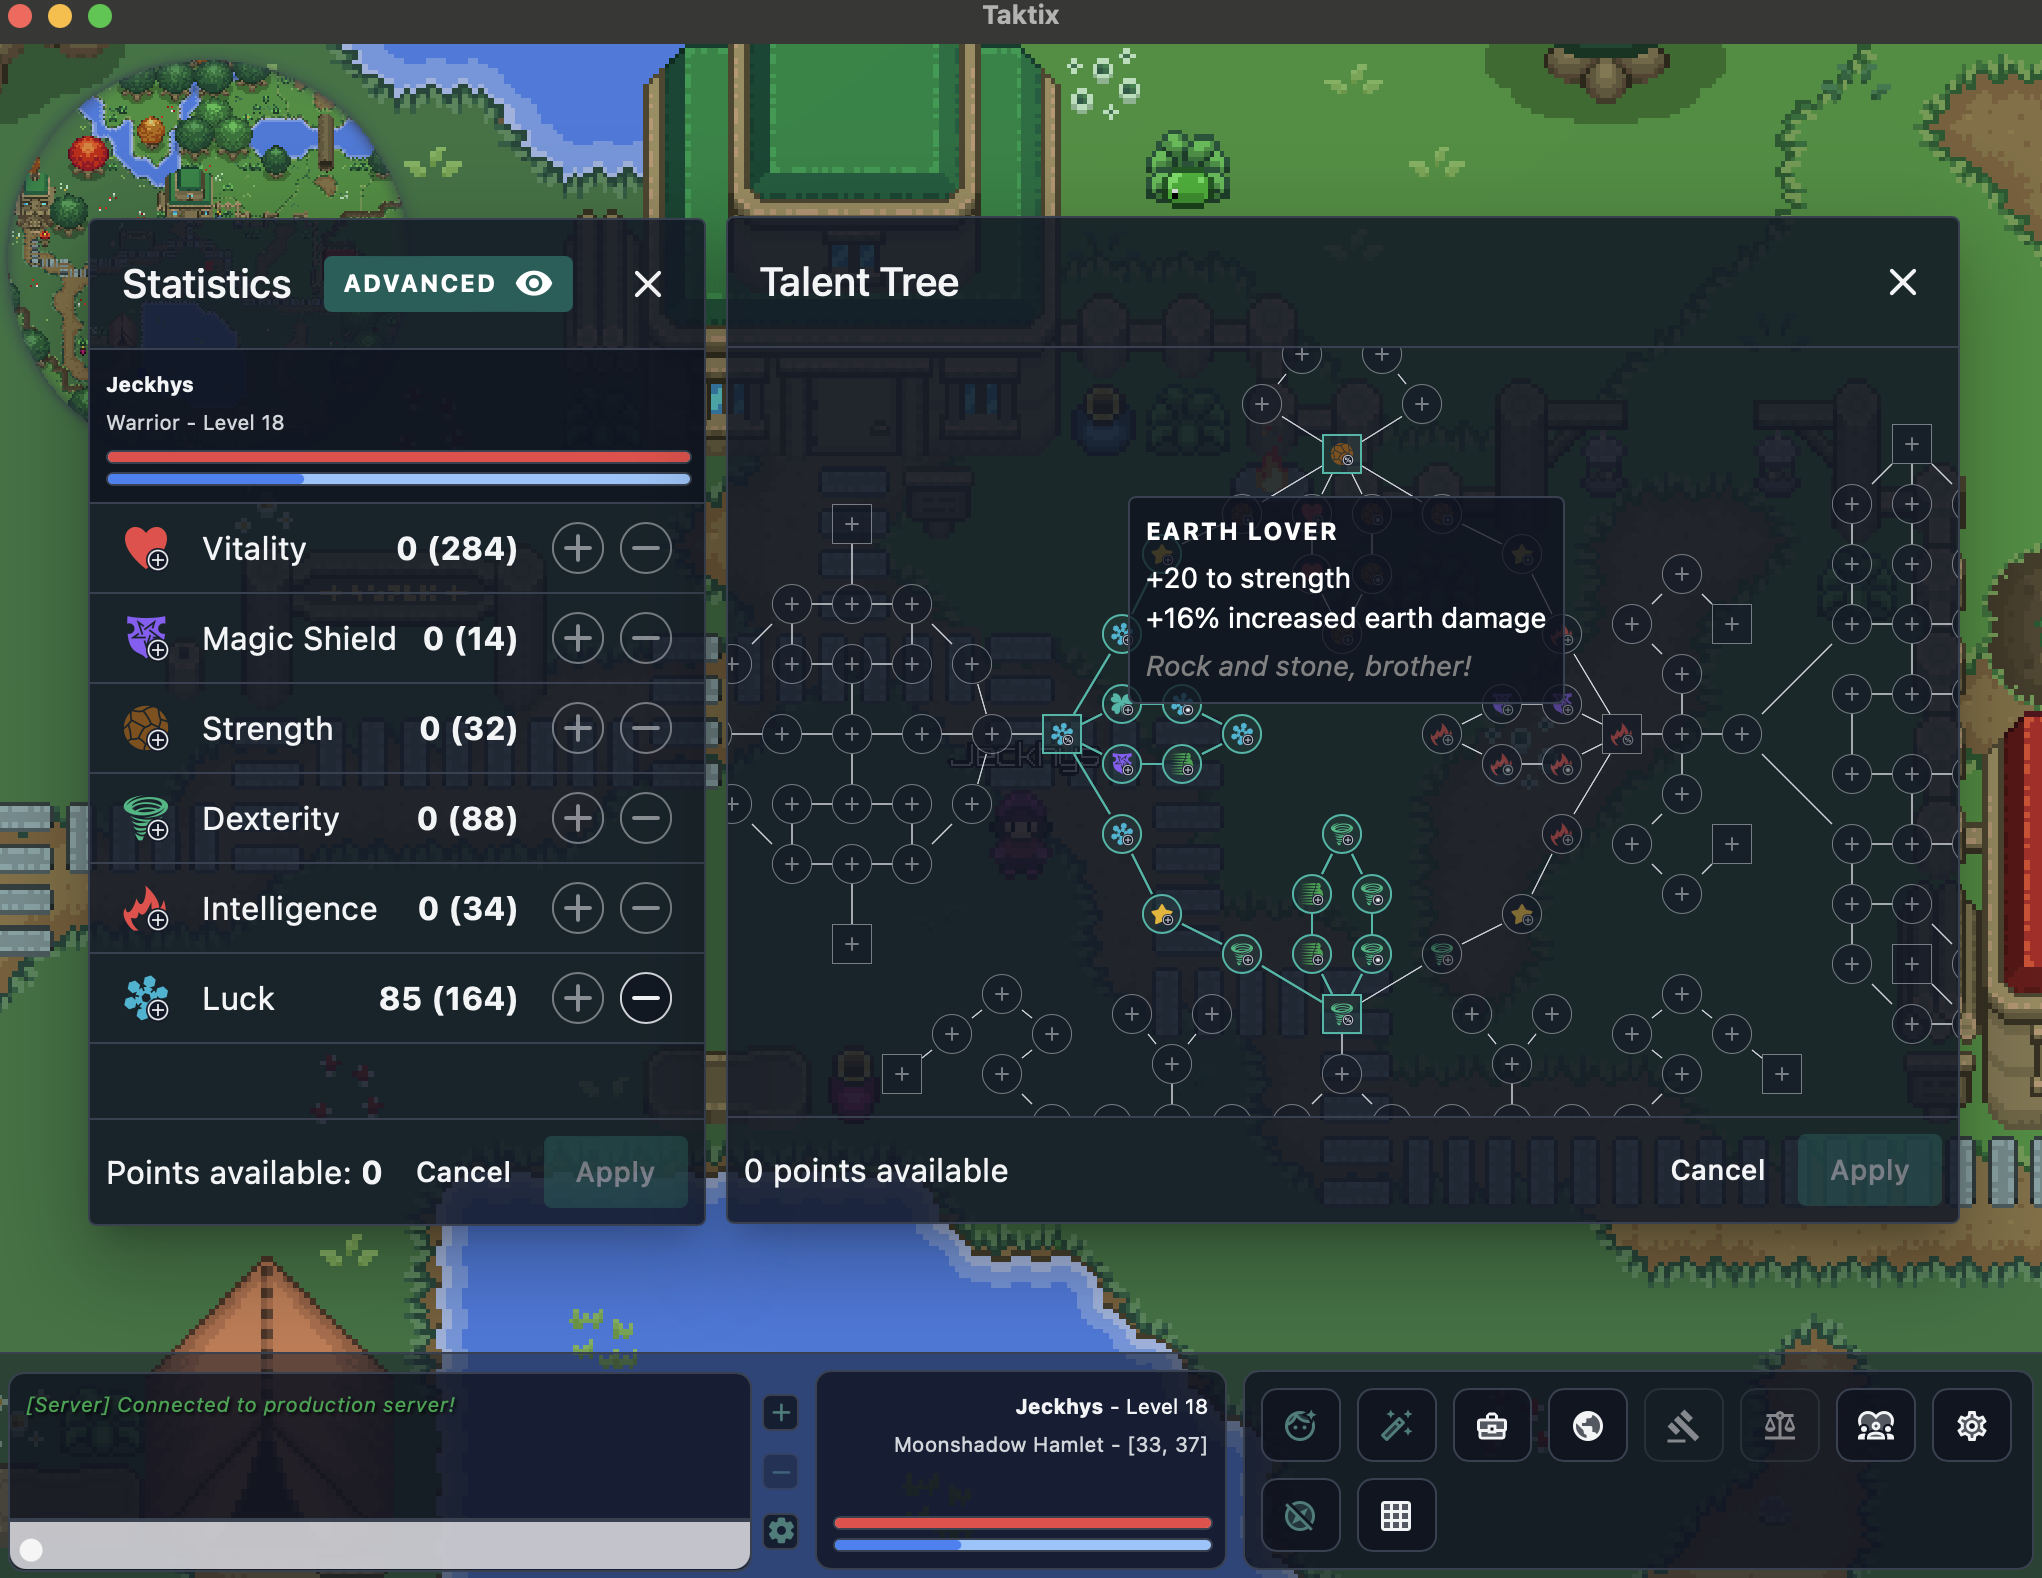 Taktix
Statistics
ADVANCED
Jeckhys
Warrior - Level 18
Vitality 0 (284)
Magic Shield 0 (14)
Strength 0 (32)
Dexterity 0 (88)
Intelligence 0 (34)
Luck 85 (164)
Points available: 0 Cancel Apply
Talent Tree
EARTH LOVER
+20 to strength
+16% increased earth damage
Rock and stone, brother!
Jeckhys
0 points available Cancel Apply
[Server] Connected to production server!
Jeckhys - Level 18
Moonshadow Hamlet - [33, 37]